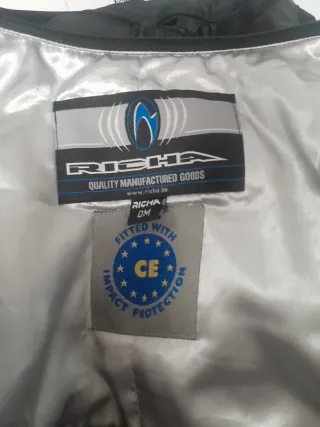 RICHA
QUALITY MANUFACTURED GOODS
www.richa.be
RICHA
DM
FITTED WITH
CE
IMPACT PROTECTION